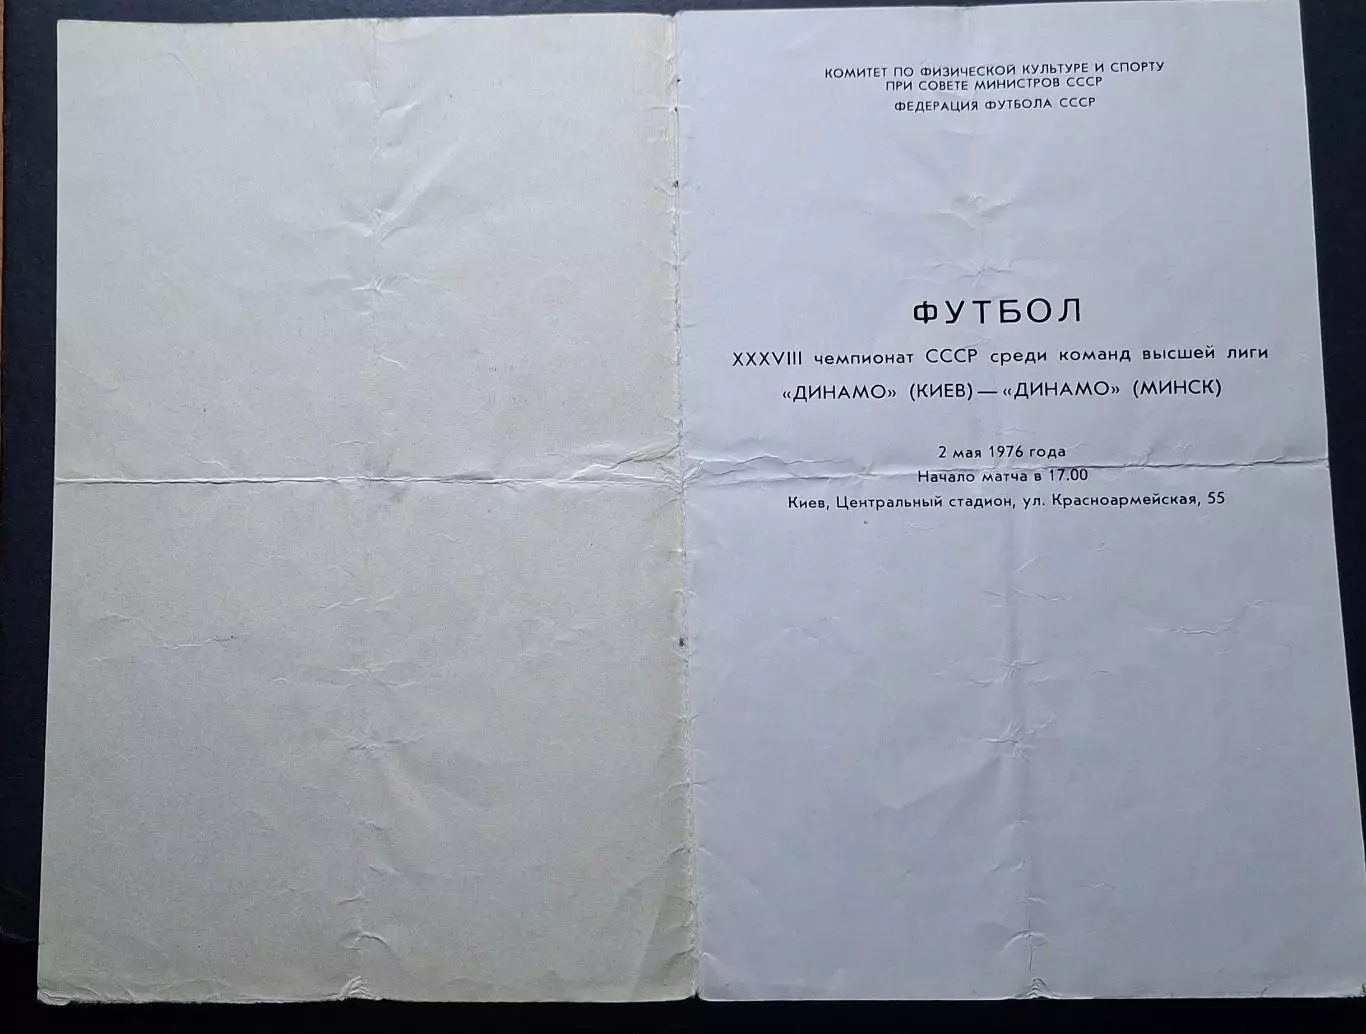 КОМИТЕТ ПО ФИЗИЧЕСКОЙ КУЛЬТУРЕ И СПОРТУ
ПРИ СОВЕТЕ МИНИСТРОВ СССР
ФЕДЕРАЦИЯ ФУТБОЛА СССР
ФУТБОЛ
XXXVIII чемпионат СССР среди команд высшей лиги
«ДИНАМО» (КИЕВ) — «ДИНАМО» (МИНСК)
2 мая 1976 года
Начало матча в 17.00
Киев, Центральный стадион, ул. Красноармейская, 55